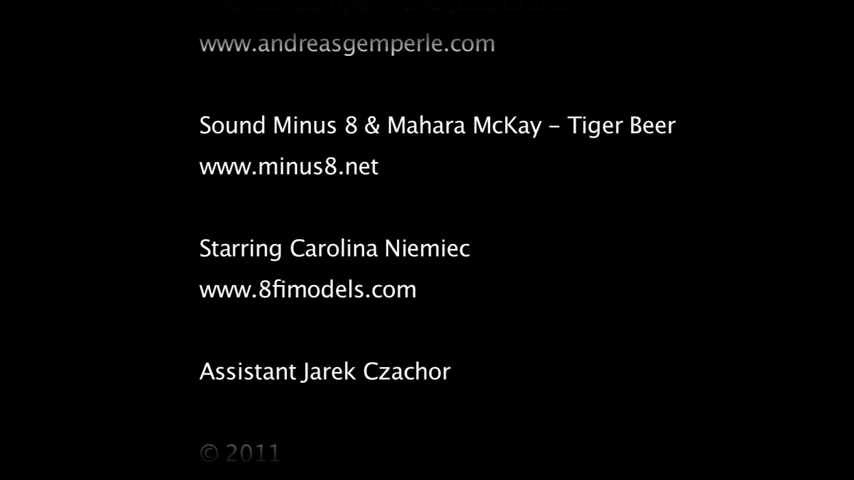 www.andreasgemperle.com
Sound Minus 8 & Mahara McKay – Tiger Beer
www.minus8.net
Starring Carolina Niemiec
www.8fimodels.com
Assistant Jarek Czachor
© 2011